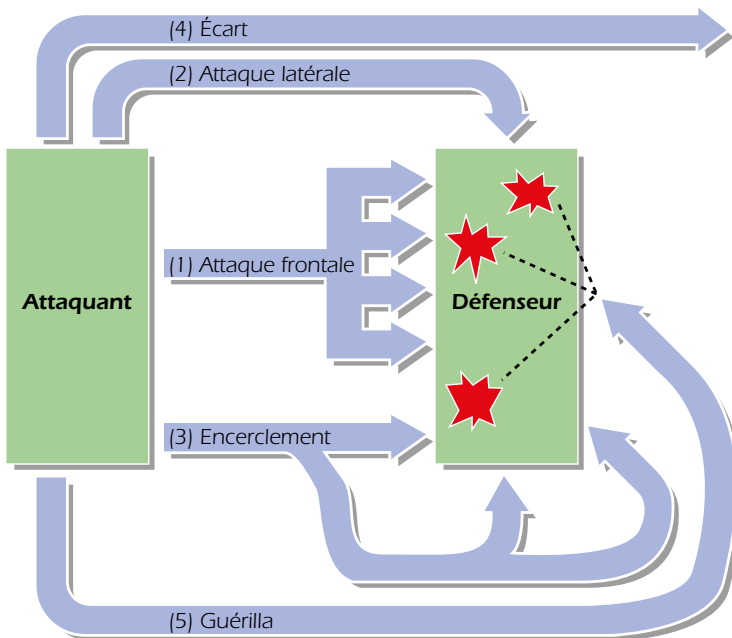 (4) Écart
(2) Attaque latérale
(1) Attaque frontale
Attaquant
Défenseur
(3) Encerclement
(5) Guérilla